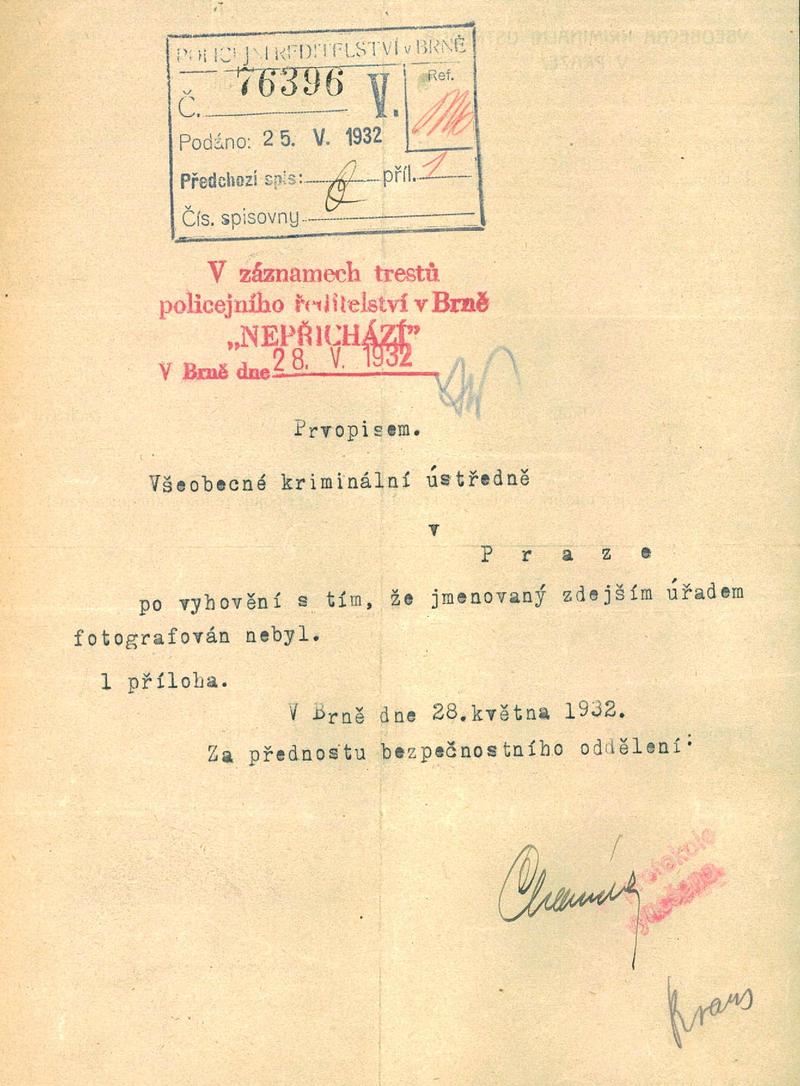 POLICEJNÍ ŘEDITELSTVÍ v BRNĚ
Č. 76396 V.
Ref.
Podáno: 25. V. 1932
Předchozí spis: příl. 1
Čís. spisovny
V záznamech trestů
policejního ředitelství v Brně
„NEPŘICHÁZÍ”
V Brně dne 28. V. 1932
Prvopisem.
Všeobecné kriminální ústředně
v
P r a z e
po vyhovění s tím, že jmenovaný zdejším úřadem
fotografován nebyl.
1 příloha.
V Brně dne 28.května 1932.
Za přednostu bezpečnostního oddělení: